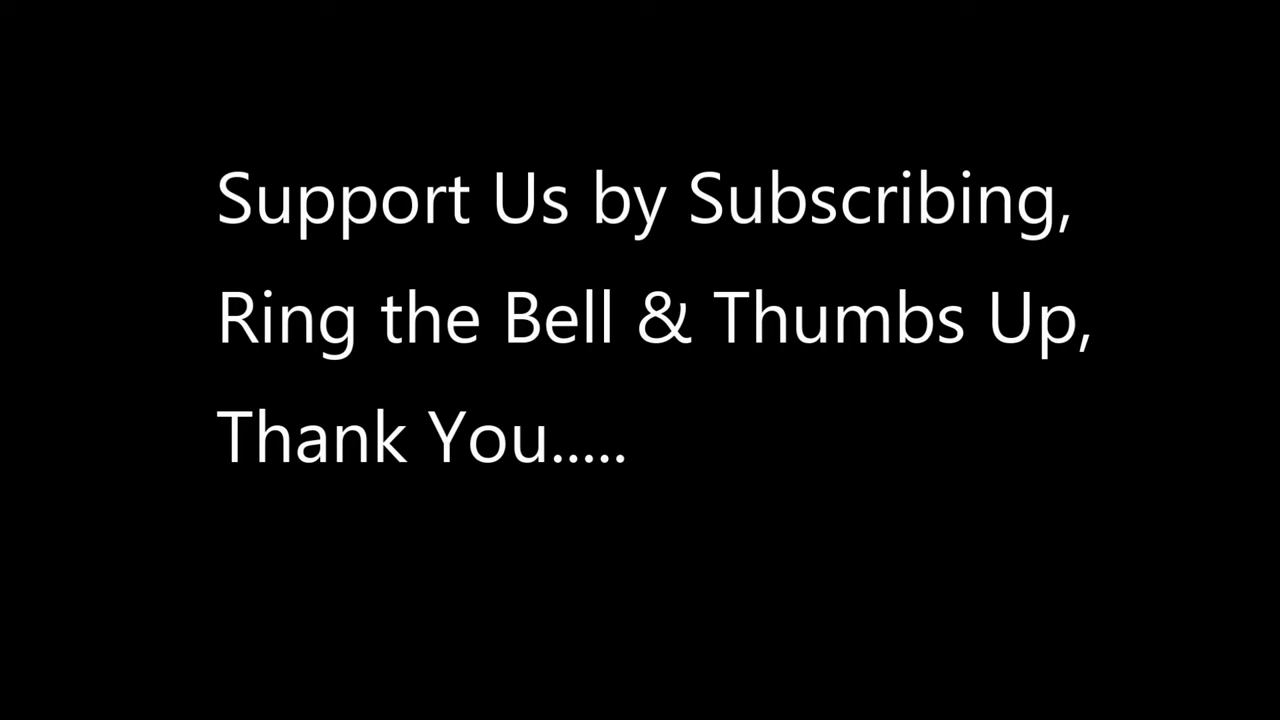 Support Us by Subscribing,
Ring the Bell & Thumbs Up,
Thank You.....